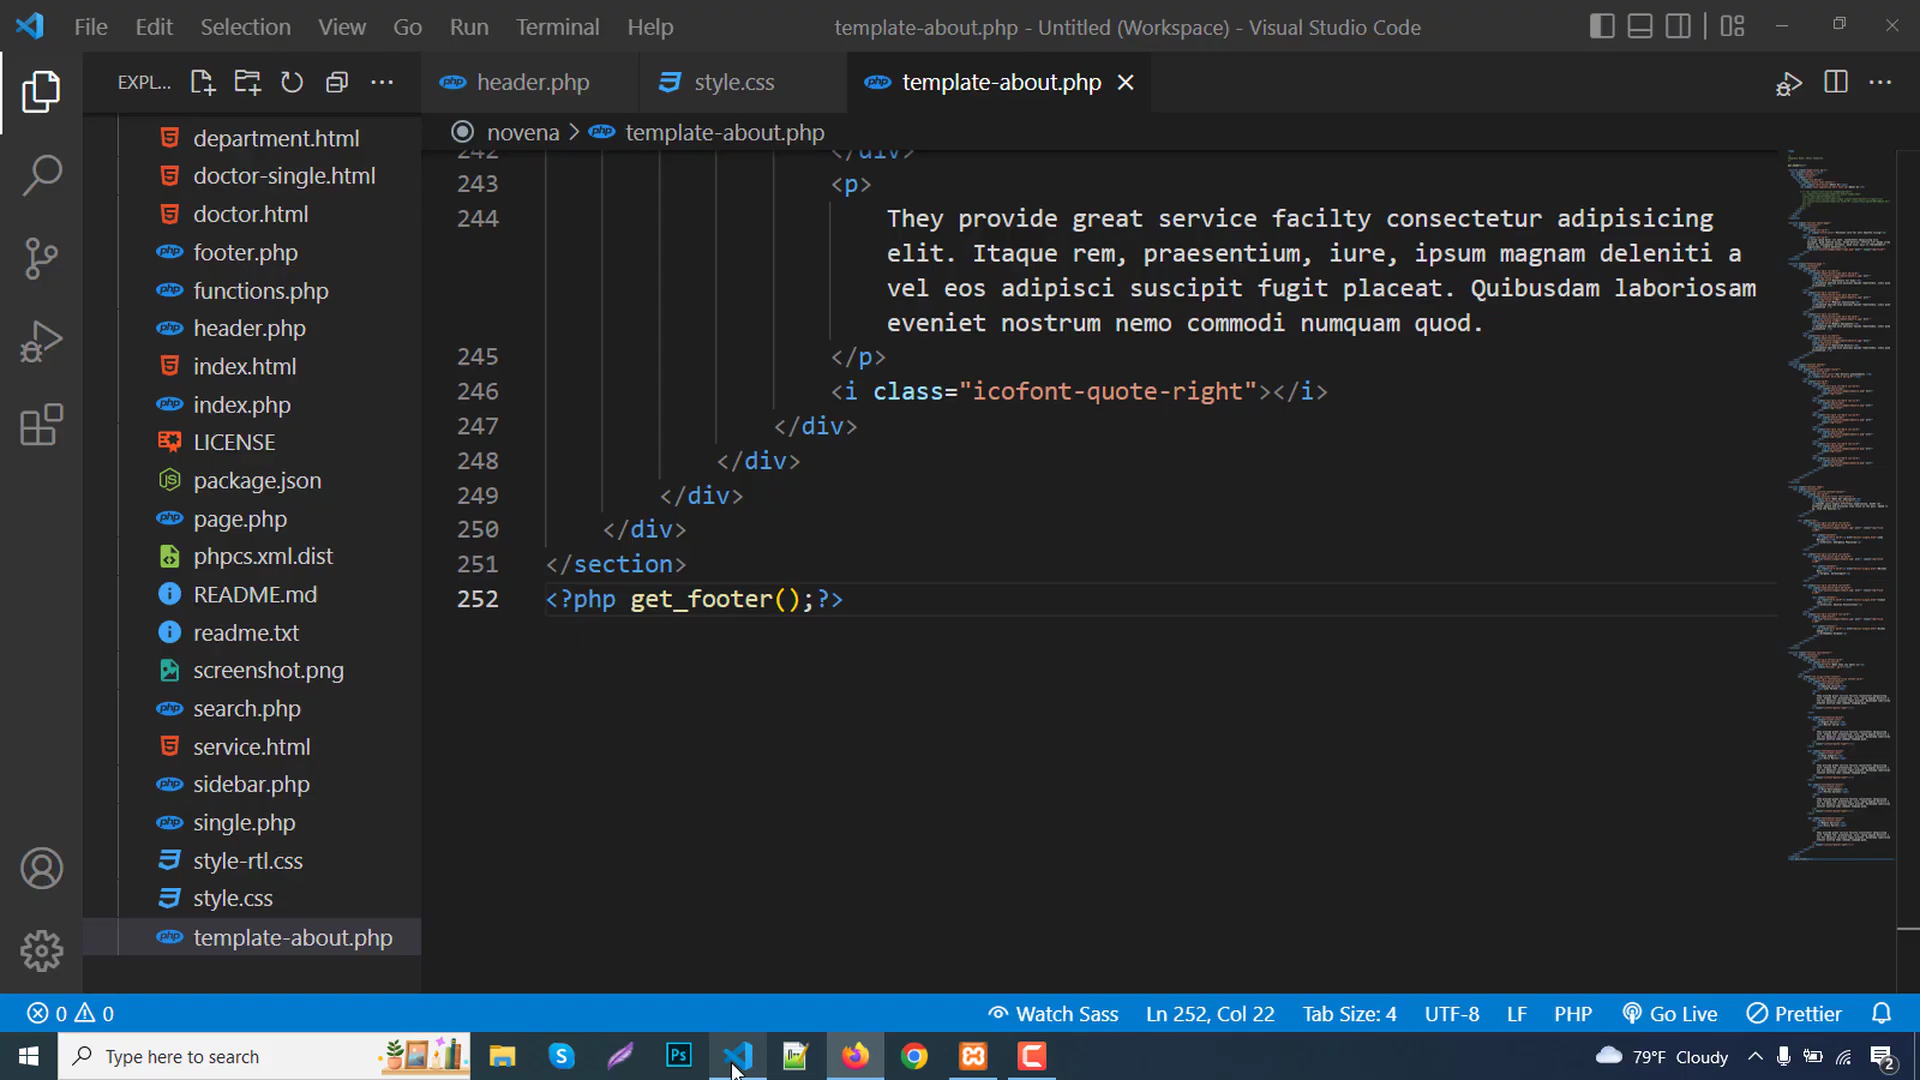 File Edit Selection View Go Run Terminal Help
template-about.php - Untitled (Workspace) - Visual Studio Code
EXPL...
header.php
style.css
template-about.php
novena > template-about.php
department.html
doctor-single.html
doctor.html
footer.php
functions.php
header.php
index.html
index.php
LICENSE
package.json
page.php
phpcs.xml.dist
README.md
readme.txt
screenshot.png
search.php
service.html
sidebar.php
single.php
style-rtl.css
style.css
template-about.php
242 </div>
243 <p>
244 They provide great service facilty consectetur adipisicing
elit. Itaque rem, praesentium, iure, ipsum magnam deleniti a
vel eos adipisci suscipit fugit placeat. Quibusdam laboriosam
eveniet nostrum nemo commodi numquam quod.
245 </p>
246 <i class="icofont-quote-right"></i>
247 </div>
248 </div>
249 </div>
250 </div>
251 </section>
252 <?php get_footer();?>
0 0
Watch Sass Ln 252, Col 22 Tab Size: 4 UTF-8 LF PHP Go Live Prettier
Type here to search
79°F Cloudy
2